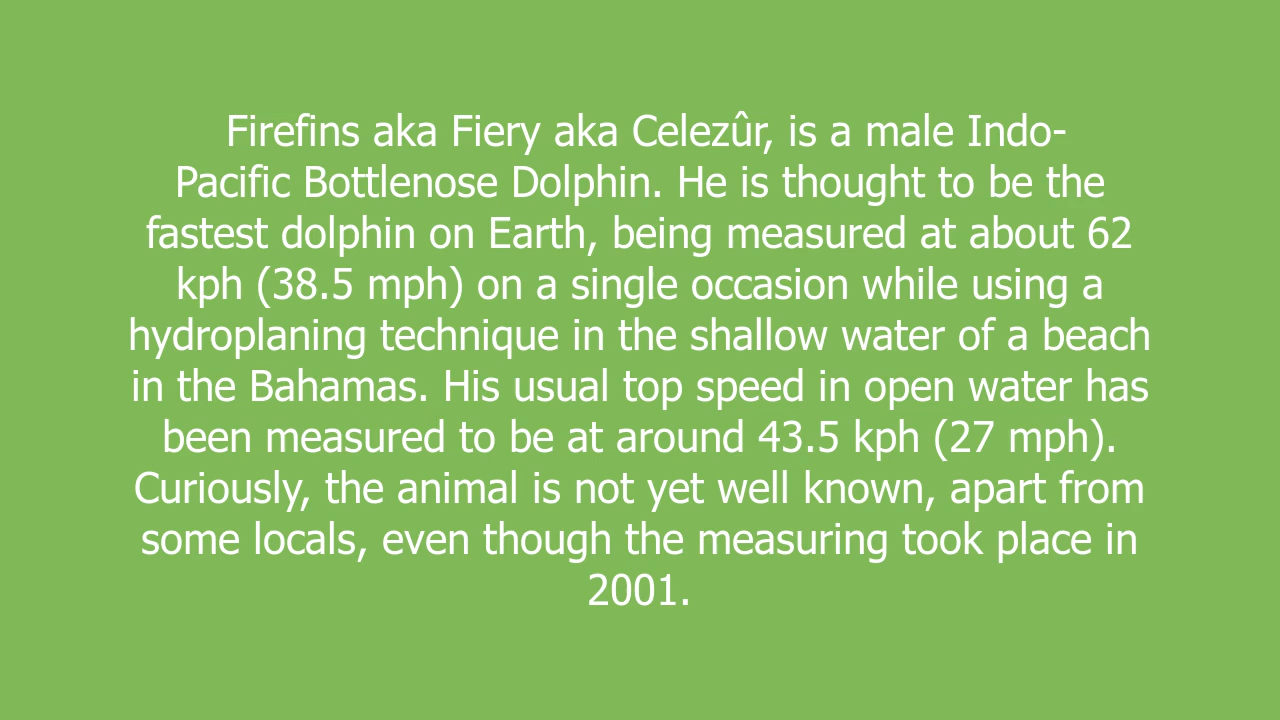 Firefins aka Fiery aka Celezûr, is a male Indo-
Pacific Bottlenose Dolphin. He is thought to be the
fastest dolphin on Earth, being measured at about 62
kph (38.5 mph) on a single occasion while using a
hydroplaning technique in the shallow water of a beach
in the Bahamas. His usual top speed in open water has
been measured to be at around 43.5 kph (27 mph).
Curiously, the animal is not yet well known, apart from
some locals, even though the measuring took place in
2001.